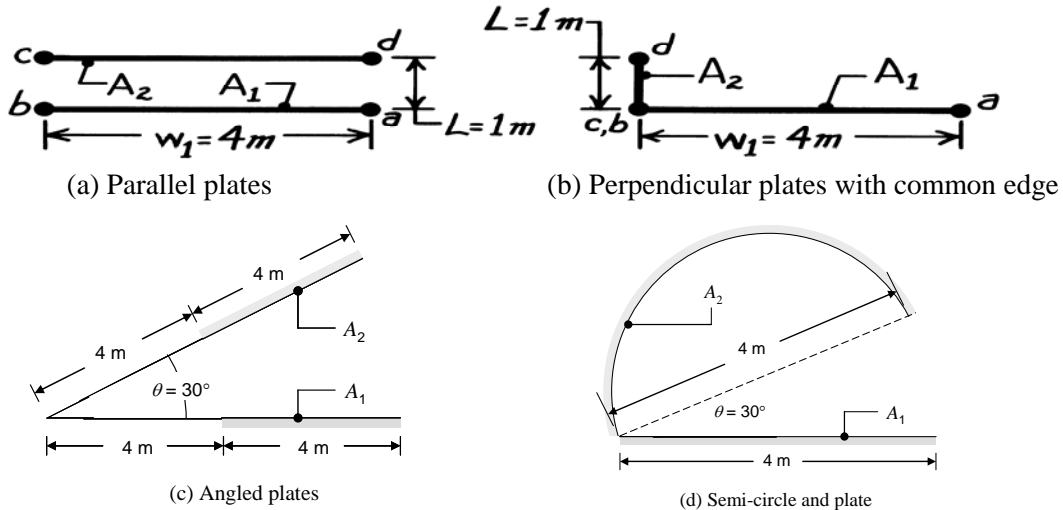 c d
A₂ A₁ L=1m
b a
w₁=4m
(a) Parallel plates
L=1m
d
A₂ A₁
c,b a
w₁=4m
(b) Perpendicular plates with common edge
4 m
4 m
A₂
θ = 30°
A₁
4 m 4 m
(c) Angled plates
A₂
4 m
θ = 30°
A₁
4 m
(d) Semi-circle and plate